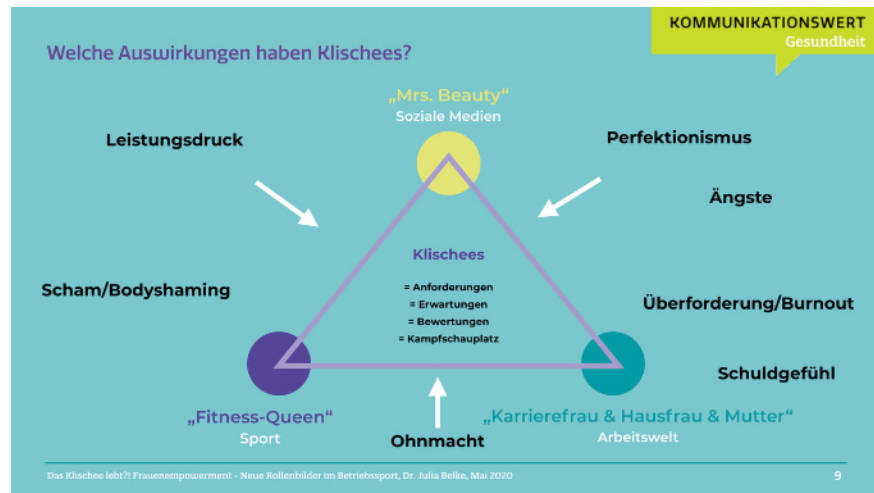 KOMMUNIKATIONSWERT
Gesundheit
Welche Auswirkungen haben Klischees?
„Mrs. Beauty“
Soziale Medien
Leistungsdruck
Perfektionismus
Ängste
Klischees
= Anforderungen
= Erwartungen
= Bewertungen
= Kampfschauplatz
Scham/Bodyshaming
Überforderung/Burnout
Schuldgefühl
„Fitness-Queen“
Sport
Ohnmacht
„Karrierefrau & Hausfrau & Mutter“
Arbeitswelt
Das Klischee lebt?! Frauenempowerment - Neue Rollenbilder im Betriebssport, Dr. Julia Belke, Mai 2020
9